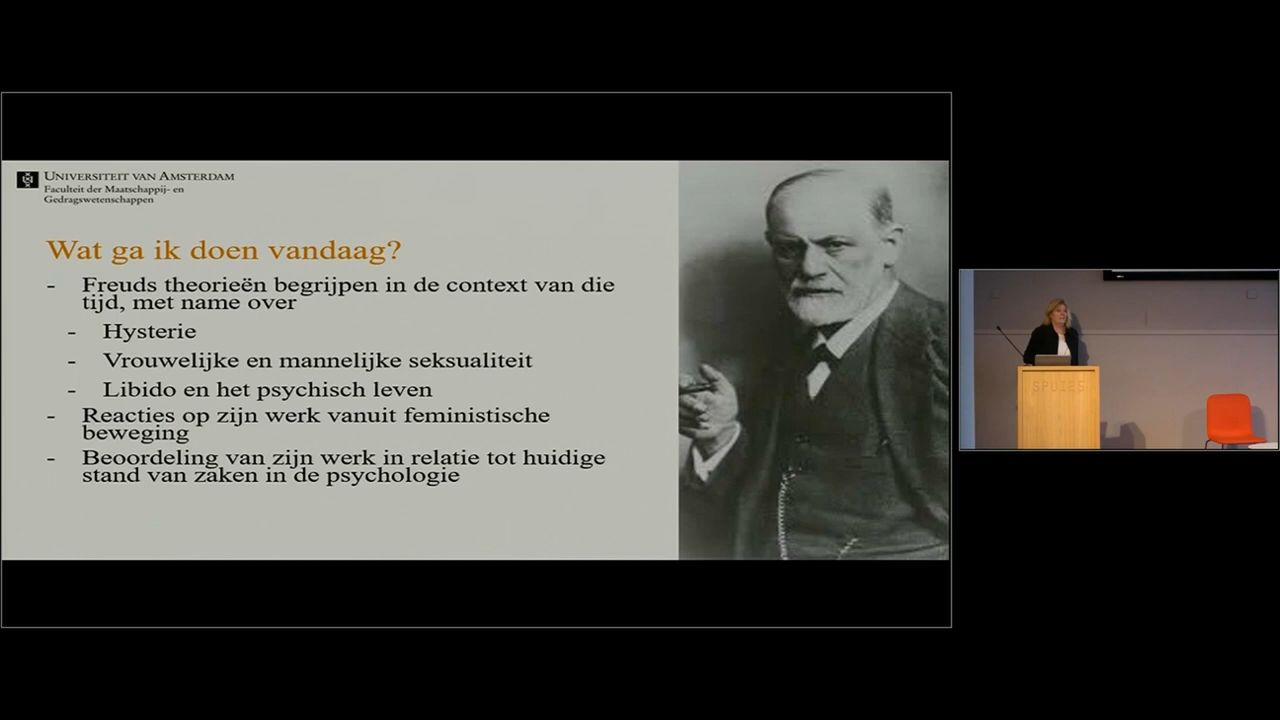 UNIVERSITEIT VAN AMSTERDAM
Faculteit der Maatschappij- en
Gedragswetenschappen
Wat ga ik doen vandaag?
- Freuds theorieën begrijpen in de context van die
tijd, met name over
- Hysterie
- Vrouwelijke en mannelijke seksualiteit
- Libido en het psychisch leven
- Reacties op zijn werk vanuit feministische
beweging
- Beoordeling van zijn werk in relatie tot huidige
stand van zaken in de psychologie
SPUI25